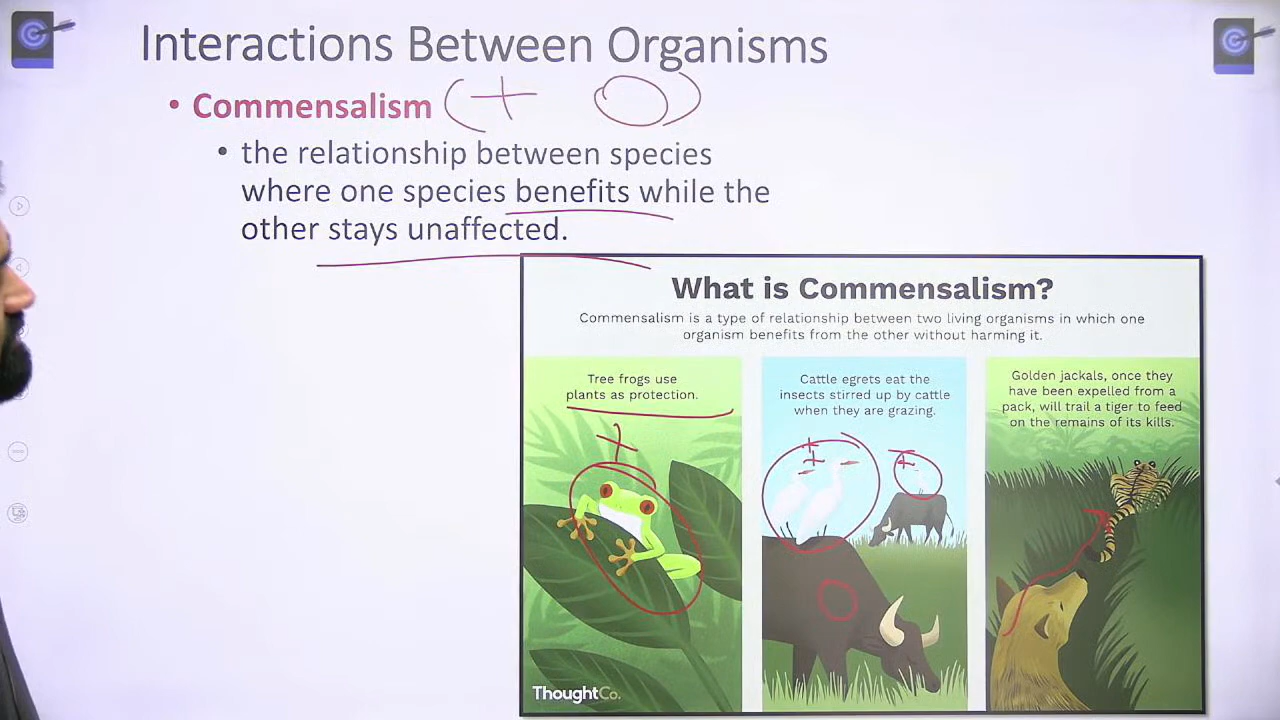 Interactions Between Organisms
• Commensalism (+ 0)
• the relationship between species
where one species benefits while the
other stays unaffected.
What is Commensalism?
Commensalism is a type of relationship between two living organisms in which one
organism benefits from the other without harming it.
Tree frogs use
plants as protection.
+
Cattle egrets eat the
insects stirred up by cattle
when they are grazing.
+
+
+
Golden jackals, once they
have been expelled from a
pack, will trail a tiger to feed
on the remains of its kills.
ThoughtCo.